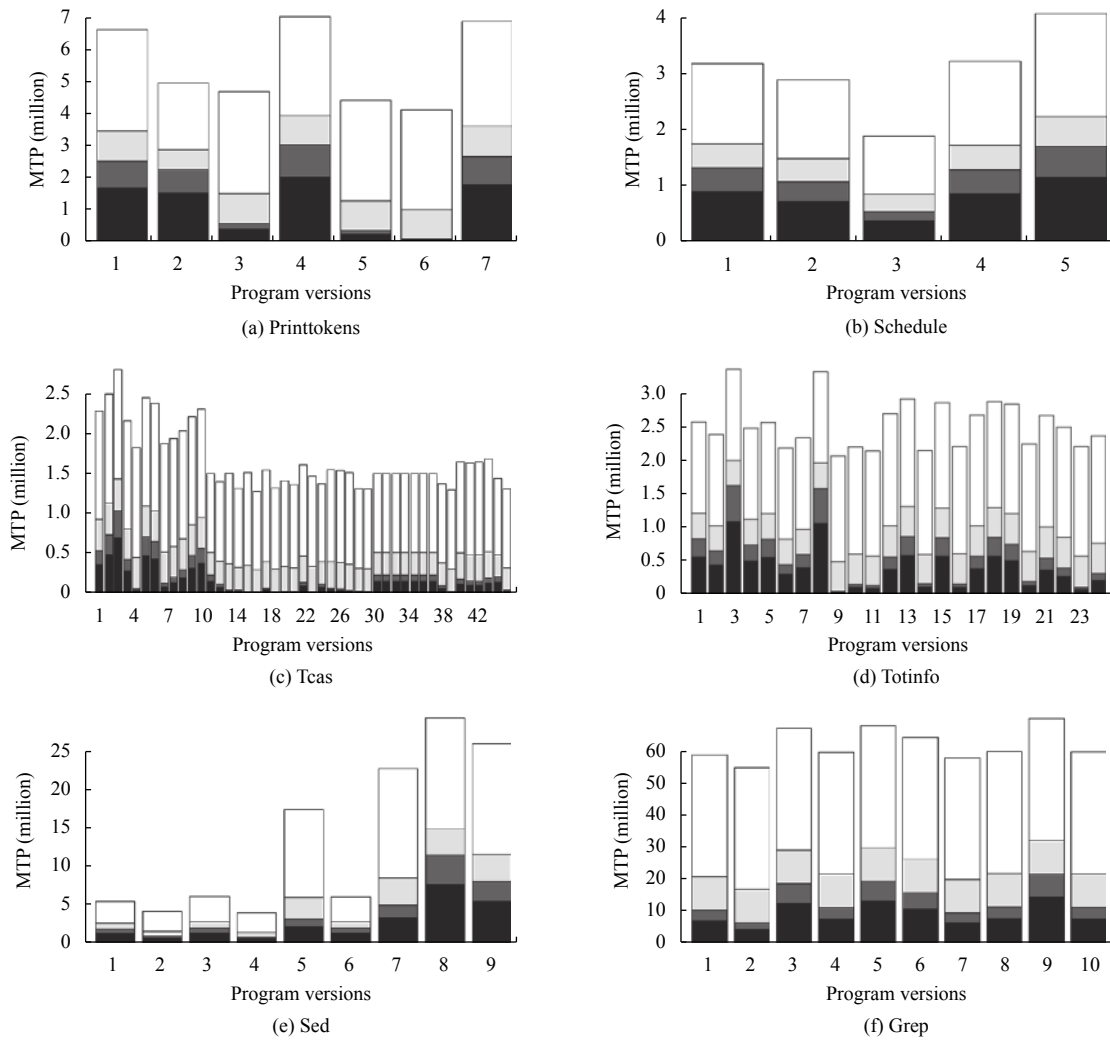 MTP (million)
7
6
5
4
3
2
1
0
1 2 3 4 5 6 7
Program versions
(a) Printtokens
MTP (million)
4
3
2
1
0
1 2 3 4 5
Program versions
(b) Schedule
MTP (million)
2.5
2.0
1.5
1.0
0.5
0
1 4 7 10 14 18 22 26 30 34 38 42
Program versions
(c) Tcas
MTP (million)
3.0
2.5
2.0
1.5
1.0
0.5
0
1 3 5 7 9 11 13 15 17 19 21 23
Program versions
(d) Totinfo
MTP (million)
25
20
15
10
5
0
1 2 3 4 5 6 7 8 9
Program versions
(e) Sed
MTP (million)
60
50
40
30
20
10
0
1 2 3 4 5 6 7 8 9 10
Program versions
(f) Grep